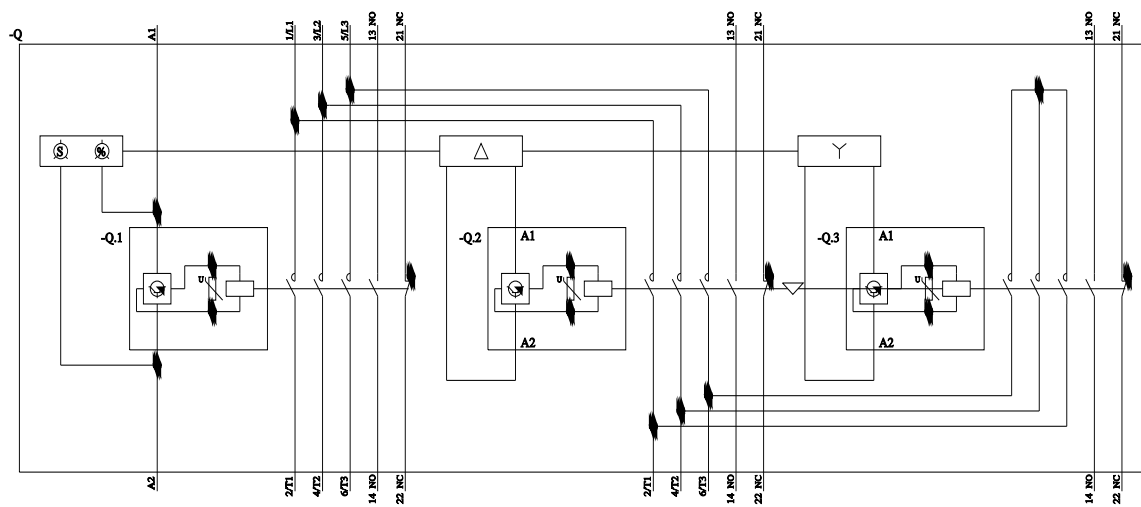 -Q
A1
1/L1
3/L2
5/L3
13 NO
21 NC
13 NO
21 NC
13 NO
21 NC
S
%
Δ
Y
-Q.1
-Q.2
A1
-Q.3
A1
U
U
U
A2
A2
A2
2/T1
4/T2
6/T3
14 NO
22 NC
2/T1
4/T2
6/T3
14 NO
22 NC
14 NO
22 NC